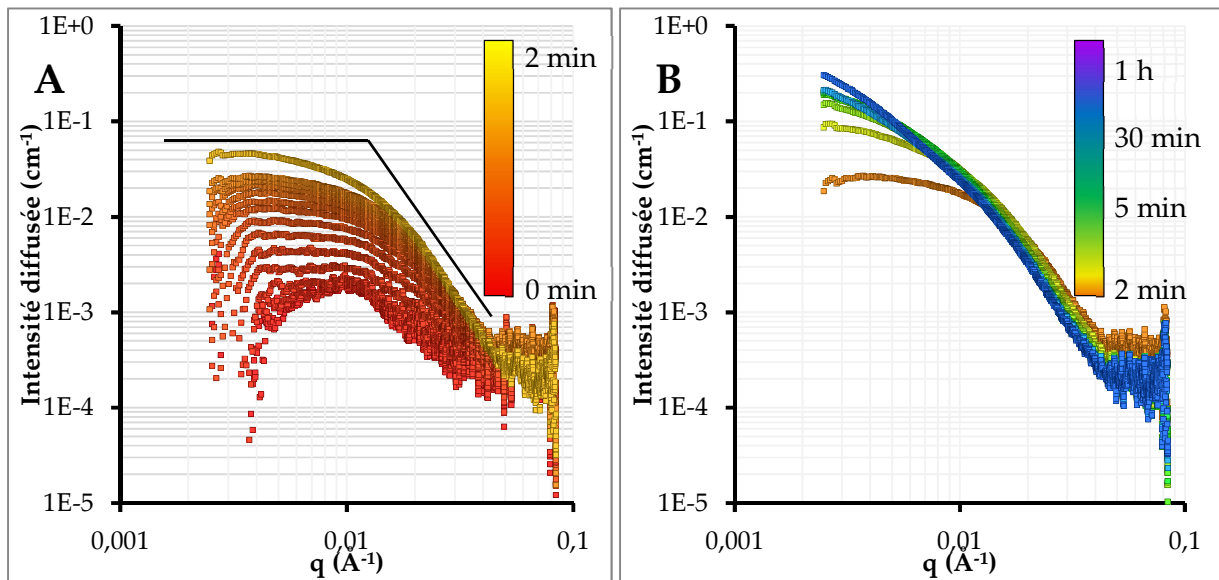 A
Intensité diffusée (cm-1)
1E+0
1E-1
1E-2
1E-3
1E-4
1E-5
0,001
0,01
0,1
q (Å-1)
2 min
0 min
B
Intensité diffusée (cm-1)
1E+0
1E-1
1E-2
1E-3
1E-4
1E-5
0,001
0,01
0,1
q (Å-1)
1 h
30 min
5 min
2 min